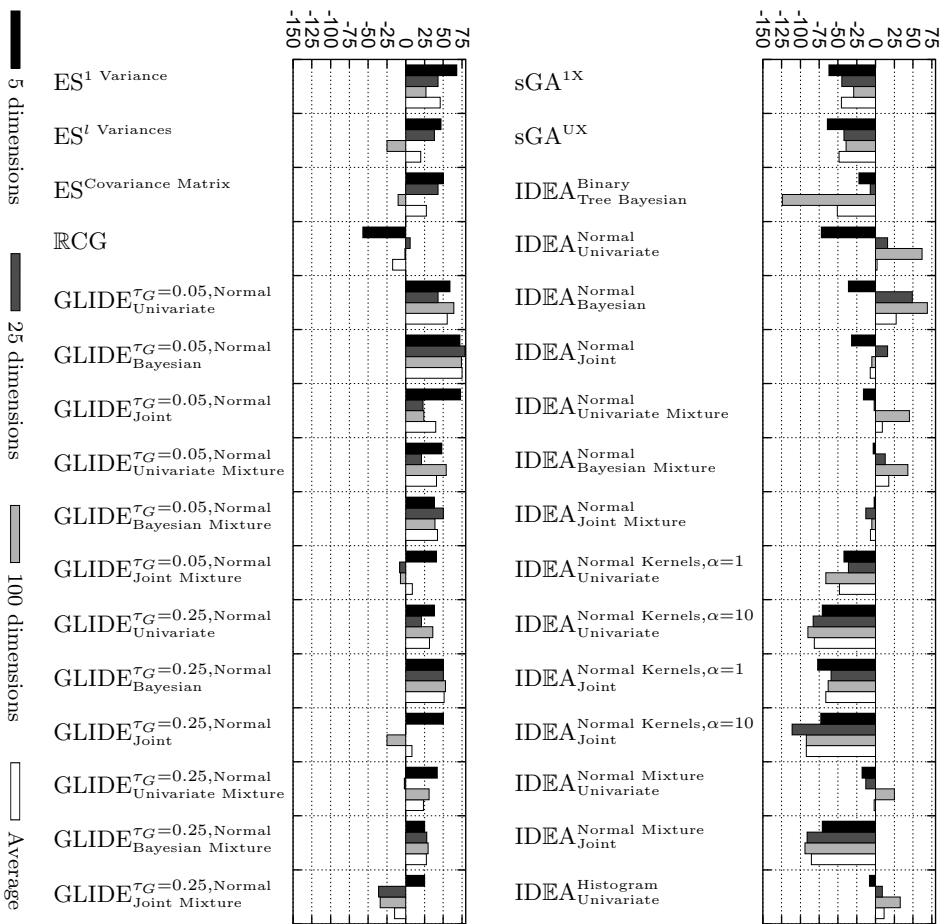 -150 -125 -100 -75 -50 -25 0 25 50 75
sGA^1X
sGA^UX
IDEA^Binary_Tree Bayesian
IDEA^Normal_Univariate
IDEA^Normal_Bayesian
IDEA^Normal_Joint
IDEA^Normal_Univariate Mixture
IDEA^Normal_Bayesian Mixture
IDEA^Normal_Joint Mixture
IDEA^Normal Kernels,α=1_Univariate
IDEA^Normal Kernels,α=10_Univariate
IDEA^Normal Kernels,α=1_Joint
IDEA^Normal Kernels,α=10_Joint
IDEA^Normal Mixture_Univariate
IDEA^Normal Mixture_Joint
IDEA^Histogram_Univariate
-150 -125 -100 -75 -50 -25 0 25 50 75
ES^1 Variance
ES^l Variances
ES^Covariance Matrix
ℝCG
GLIDE^τG=0.05,Normal_Univariate
GLIDE^τG=0.05,Normal_Bayesian
GLIDE^τG=0.05,Normal_Joint
GLIDE^τG=0.05,Normal_Univariate Mixture
GLIDE^τG=0.05,Normal_Bayesian Mixture
GLIDE^τG=0.05,Normal_Joint Mixture
GLIDE^τG=0.25,Normal_Univariate
GLIDE^τG=0.25,Normal_Bayesian
GLIDE^τG=0.25,Normal_Joint
GLIDE^τG=0.25,Normal_Univariate Mixture
GLIDE^τG=0.25,Normal_Bayesian Mixture
GLIDE^τG=0.25,Normal_Joint Mixture
5 dimensions
25 dimensions
100 dimensions
Average